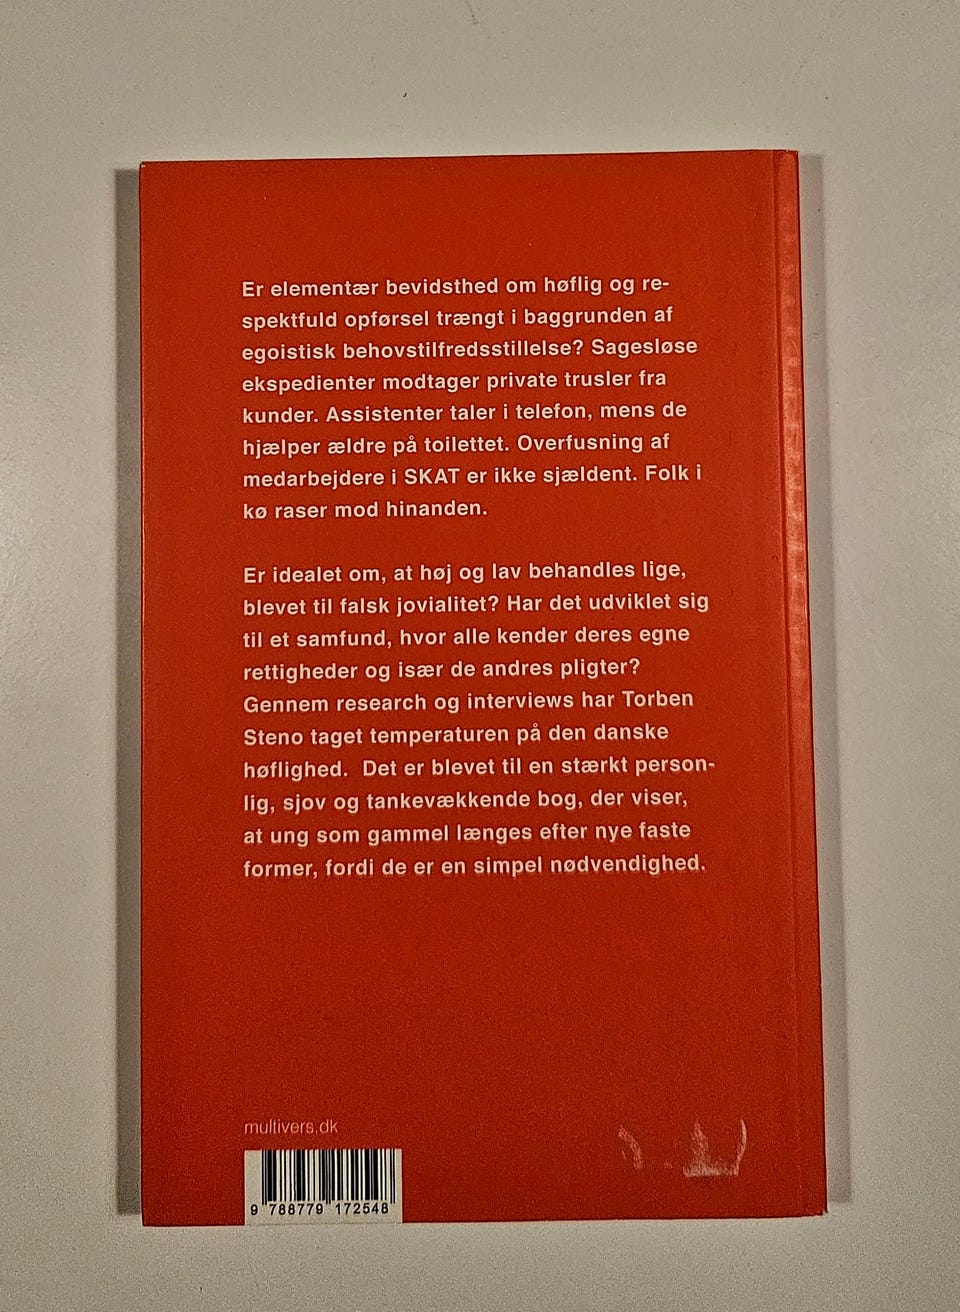 Er elementær bevidsthed om høflig og re-
spektfuld opførsel trængt i baggrunden af
egoistisk behovstilfredsstillelse? Sagesløse
ekspedienter modtager private trusler fra
kunder. Assistenter taler i telefon, mens de
hjælper ældre på toilettet. Overfusning af
medarbejdere i SKAT er ikke sjældent. Folk i
kø raser mod hinanden.
Er idealet om, at høj og lav behandles lige,
blevet til falsk jovialitet? Har det udviklet sig
til et samfund, hvor alle kender deres egne
rettigheder og især de andres pligter?
Gennem research og interviews har Torben
Steno taget temperaturen på den danske
høflighed.  Det er blevet til en stærkt person-
lig, sjov og tankevækkende bog, der viser,
at ung som gammel længes efter nye faste
former, fordi de er en simpel nødvendighed.
multivers.dk
9 788779 172548